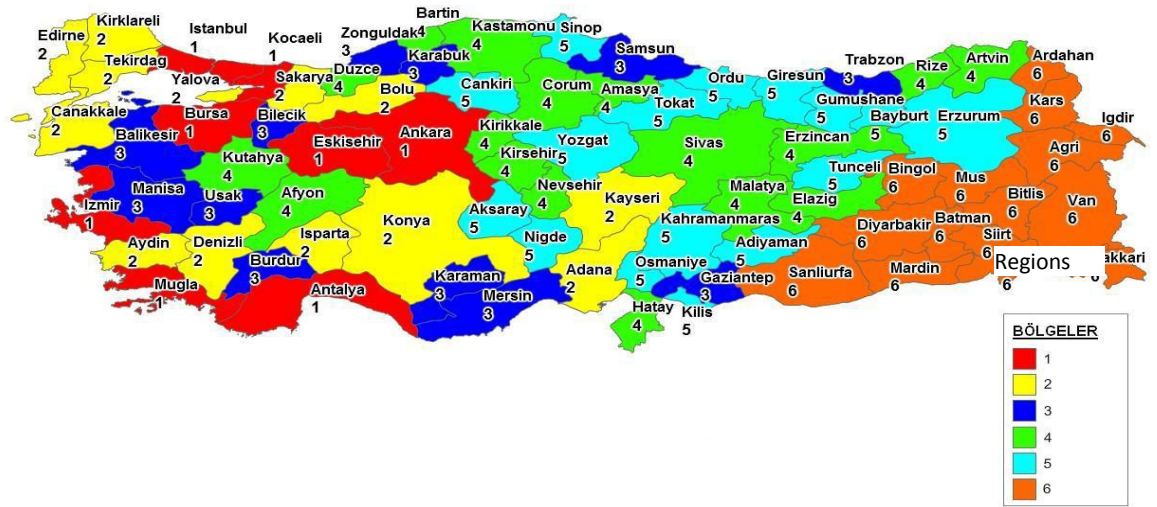 Bartin
4
Kirklareli
2
Edirne
2
Istanbul
1
Kocaeli
1
Zonguldak
3
Kastamonu
4
Sinop
5
Samsun
3
Karabuk
3
Tekirdag
2
Yalova
2
Sakarya
2
Duzce
4
Bolu
2
Cankiri
5
Corum
4
Amasya
4
Tokat
5
Ordu
5
Giresun
5
Trabzon
3
Rize
4
Artvin
4
Ardahan
6
Kars
6
Igdir
6
Gumushane
5
Bayburt
5
Erzurum
5
Canakkale
2
Bursa
1
Bilecik
3
Balikesir
3
Eskisehir
1
Ankara
1
Kirikkale
4
Yozgat
5
Sivas
4
Erzincan
4
Agri
6
Kutahya
4
Kirsehir
4
Tunceli
5
Bingol
6
Mus
6
Bitlis
6
Van
6
Manisa
3
Usak
3
Afyon
4
Nevsehir
4
Kayseri
2
Malatya
4
Elazig
4
Izmir
1
Konya
2
Aksaray
5
Kahramanmaras
5
Diyarbakir
6
Batman
6
Siirt
6
Aydin
2
Denizli
2
Isparta
2
Nigde
5
Adiyaman
5
Burdur
3
Karaman
3
Adana
2
Osmaniye
5
Gaziantep
3
Sanliurfa
6
Mardin
6
Regions
6
akkari
6
Mugla
1
Antalya
1
Mersin
3
Hatay
4
Kilis
5
BÖLGELER
1
2
3
4
5
6